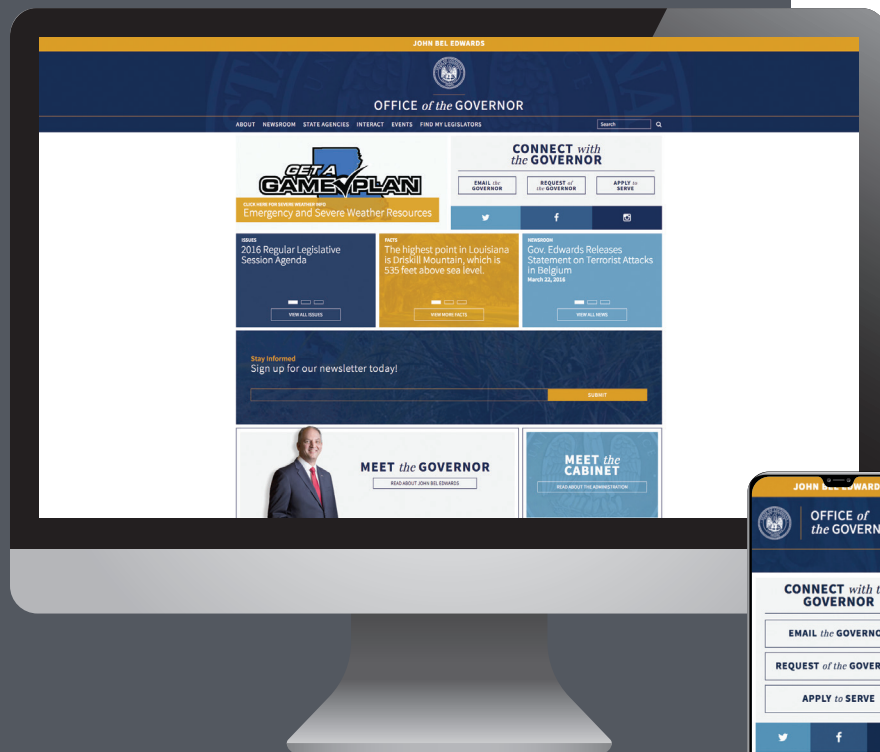 JOHN BEL EDWARDS
OFFICE of the GOVERNOR
ABOUT NEWSROOM STATE AGENCIES INTERACT EVENTS FIND MY LEGISLATORS Search
GET A
GAME PLAN
CLICK HERE FOR SEVERE WEATHER INFO
Emergency and Severe Weather Resources
CONNECT with
the GOVERNOR
EMAIL the
GOVERNOR
REQUEST of
the GOVERNOR
APPLY to
SERVE
ISSUES
2016 Regular Legislative
Session Agenda
VIEW ALL ISSUES
FACTS
The highest point in Louisiana
is Driskill Mountain, which is
535 feet above sea level.
VIEW MORE FACTS
NEWSROOM
Gov. Edwards Releases
Statement on Terrorist Attacks
in Belgium
March 22, 2016
VIEW ALL NEWS
Stay Informed
Sign up for our newsletter today!
SUBMIT
MEET the GOVERNOR
READ ABOUT JOHN BEL EDWARDS
MEET the
CABINET
READ ABOUT THE ADMINISTRATION
JOHN
OFFICE of
the
CONNECT with
GOVERNOR
EMAIL the
REQUEST of the
APPLY to SERVE